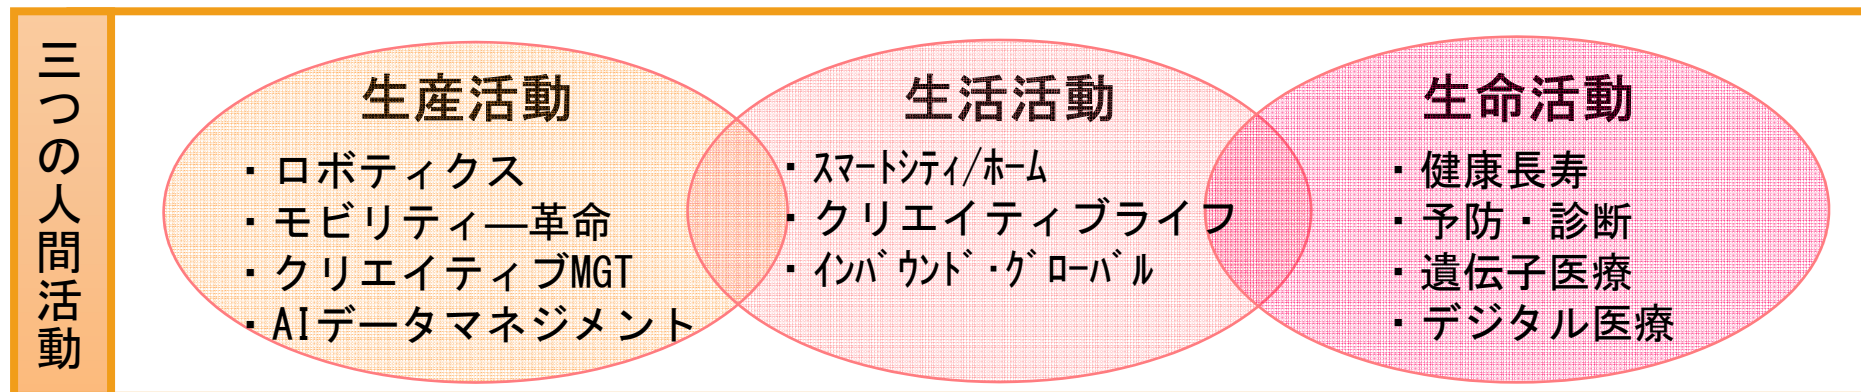 三つの人間活動
生産活動
・ロボティクス
・モビリティ―革命
・クリエイティブMGT
・AIデータマネジメント
生活活動
・ｽﾏｰﾄｼﾃｨ/ﾎｰﾑ
・クリエイティブライフ
・ｲﾝﾊﾞｳﾝﾄﾞ・ｸﾞﾛｰﾊﾞﾙ
生命活動
・健康長寿
・予防・診断
・遺伝子医療
・デジタル医療